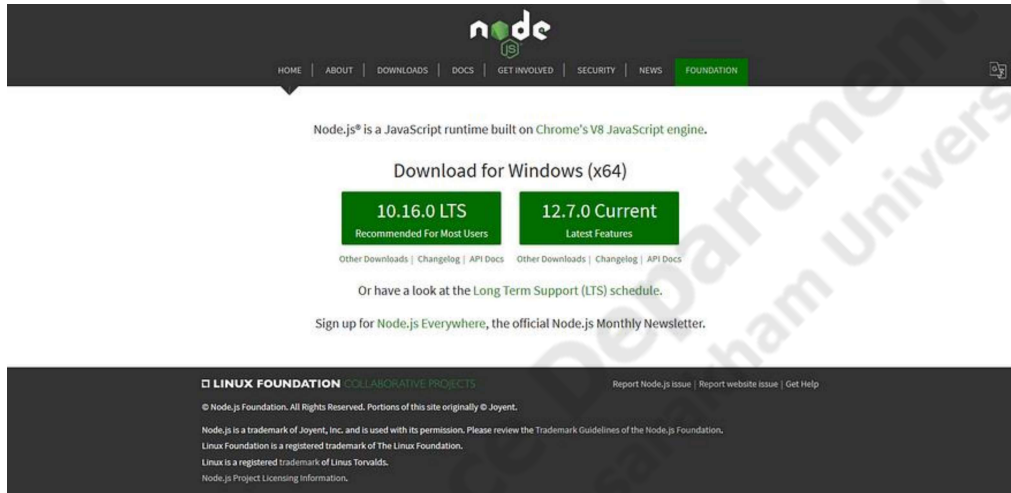 node
JS
HOME | ABOUT | DOWNLOADS | DOCS | GET INVOLVED | SECURITY | NEWS FOUNDATION
Node.js® is a JavaScript runtime built on Chrome's V8 JavaScript engine.
Download for Windows (x64)
10.16.0 LTS
Recommended For Most Users
12.7.0 Current
Latest Features
Other Downloads | Changelog | API Docs
Other Downloads | Changelog | API Docs
Or have a look at the Long Term Support (LTS) schedule.
Sign up for Node.js Everywhere, the official Node.js Monthly Newsletter.
LINUX FOUNDATION COLLABORATIVE PROJECTS
Report Node.js issue | Report website issue | Get Help
© Node.js Foundation. All Rights Reserved. Portions of this site originally © Joyent.
Node.js is a trademark of Joyent, Inc. and is used with its permission. Please review the Trademark Guidelines of the Node.js Foundation.
Linux Foundation is a registered trademark of The Linux Foundation.
Linux is a registered trademark of Linus Torvalds.
Node.js Project Licensing Information.